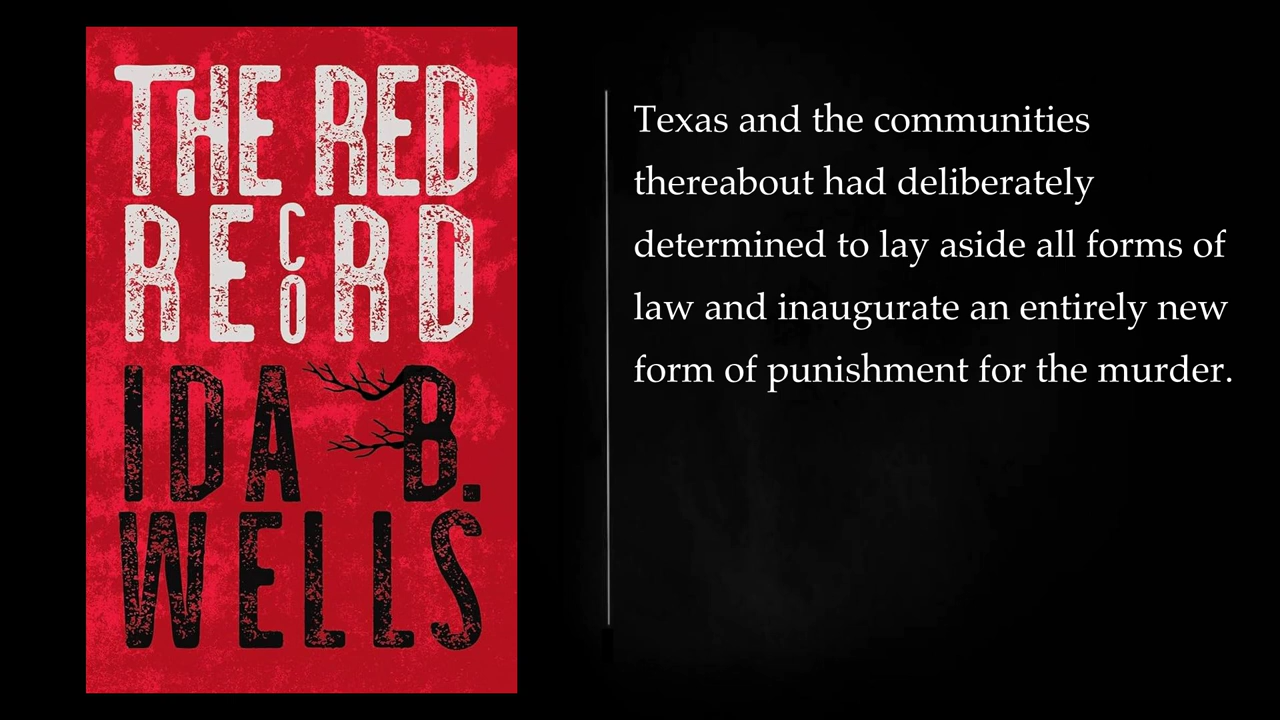 THE RED
RECORD
IDA B.
WELLS
Texas and the communities
thereabout had deliberately
determined to lay aside all forms of
law and inaugurate an entirely new
form of punishment for the murder.